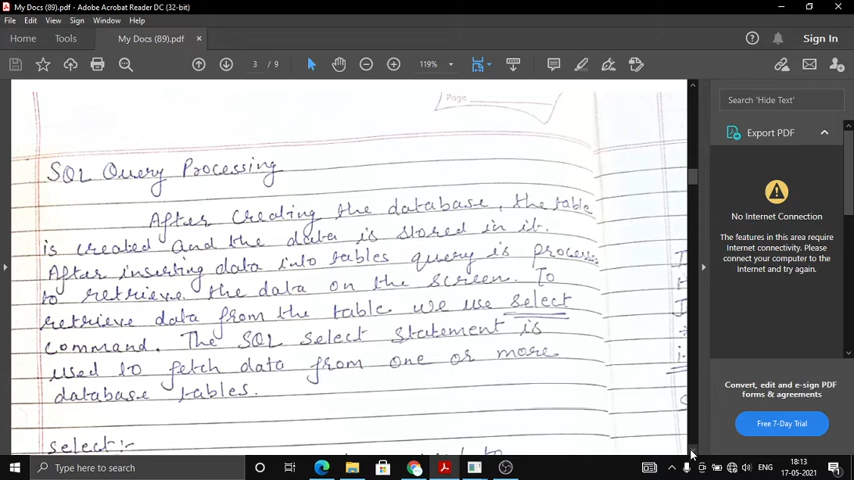 My Docs (89).pdf - Adobe Acrobat Reader DC (32-bit)
File Edit View Sign Window Help
Home Tools My Docs (89).pdf × Sign In
3 / 9 119%
Page
SQL Query Processing
After creating the database, the table
is created and the data is stored in it.
After inserting data into tables query is process
to retrieve the data on the screen. To
retrieve data from the table we use select
command. The SQL select statement is
used to fetch data from one or more
database tables.
select:-
to
Search 'Hide Text'
Export PDF
No Internet Connection
The features in this area require
internet connectivity. Please
connect your computer to the
internet and try again.
Convert, edit and e-sign PDF
forms & agreements
Free 7-Day Trial
Type here to search
ENG
18:13
17-05-2021